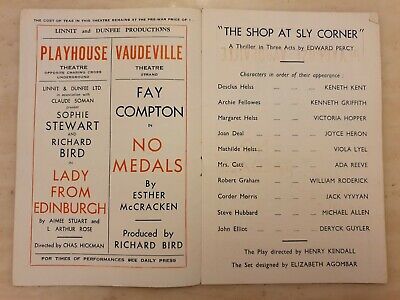 THE COST OF TEAS IN THIS THEATRE REMAINS AT THE PRE-WAR PRICE OF 1/-
LINNIT and DUNFEE PRODUCTIONS
PLAYHOUSE
THEATRE
OPPOSITE CHARING CROSS
UNDERGROUND
LINNIT & DUNFEE LTD.
in association with
CLAUDE SOMAN
present
SOPHIE
STEWART
AND
RICHARD
BIRD
IN
LADY
FROM
EDINBURGH
By AIMEE STUART and
L. ARTHUR ROSE
Directed by CHAS HICKMAN
VAUDEVILLE
THEATRE
STRAND
FAY
COMPTON
IN
NO
MEDALS
By
ESTHER
McCRACKEN
Produced by
RICHARD BIRD
FOR TIMES OF PERFORMANCES SEE DAILY PRESS
"THE SHOP AT SLY CORNER"
A Thriller in Three Acts by EDWARD PERCY
Characters in order of their appearance :
Descius Heiss ... ... ... KENETH KENT
Archie Fellowes ... ... ... KENNETH GRIFFITH
Margaret Heiss ... ... ... VICTORIA HOPPER
Joan Deal ... ... ... JOYCE HERON
Mathilde Heiss ... ... ... VIOLA LYEL
Mrs. Catt ... ... ... ADA REEVE
Robert Graham ... ... ... WILLIAM RODERICK
Corder Morris ... ... ... JACK VYVYAN
Steve Hubbard ... ... ... MICHAEL ALLEN
John Elliot ... ... ... DERYCK GUYLER
The Play directed by HENRY KENDALL
The Set designed by ELIZABETH AGOMBAR